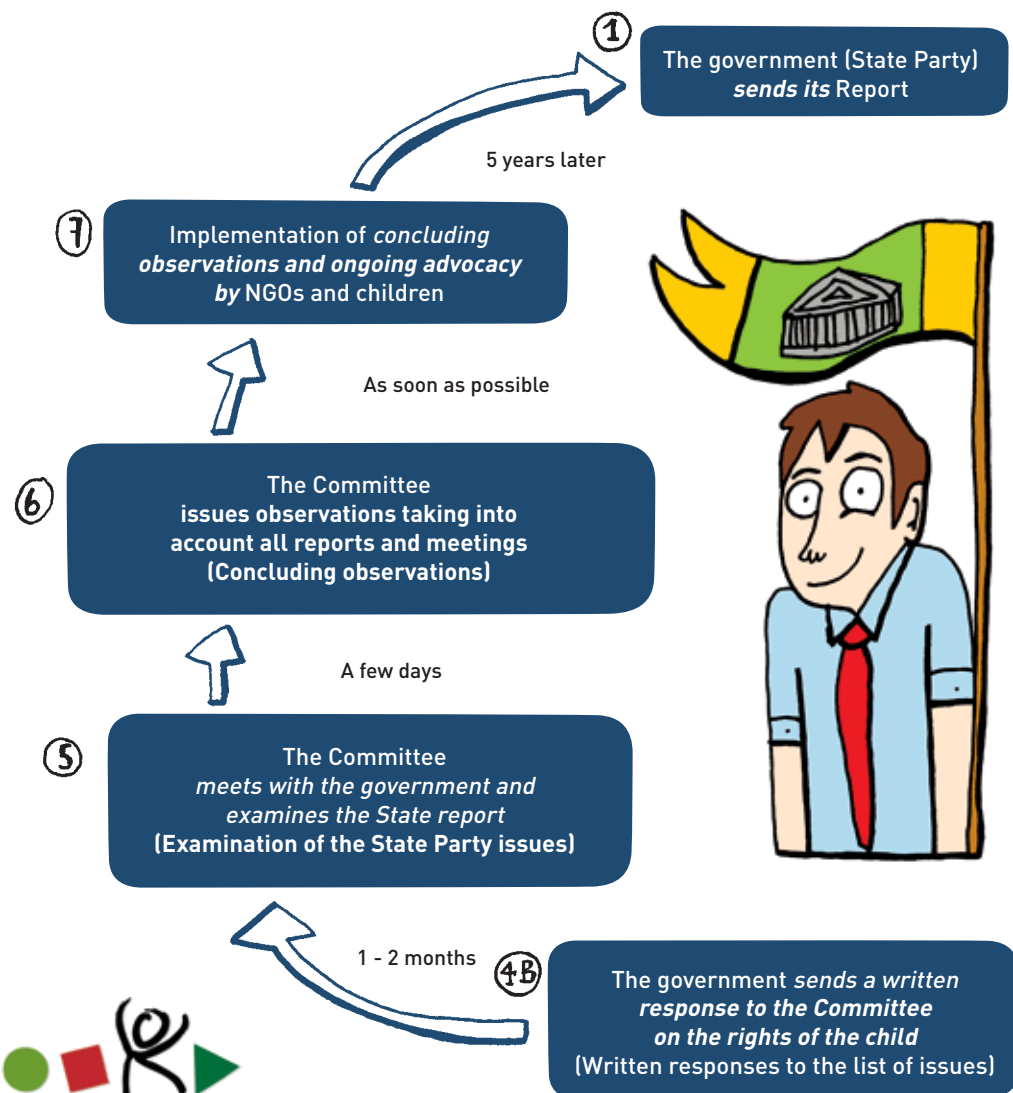 1
The government (State Party)
sends its Report
5 years later
7
Implementation of concluding
observations and ongoing advocacy
by NGOs and children
As soon as possible
6
The Committee
issues observations taking into
account all reports and meetings
(Concluding observations)
A few days
5
The Committee
meets with the government and
examines the State report
(Examination of the State Party issues)
1 - 2 months
4B
The government sends a written
response to the Committee
on the rights of the child
(Written responses to the list of issues)